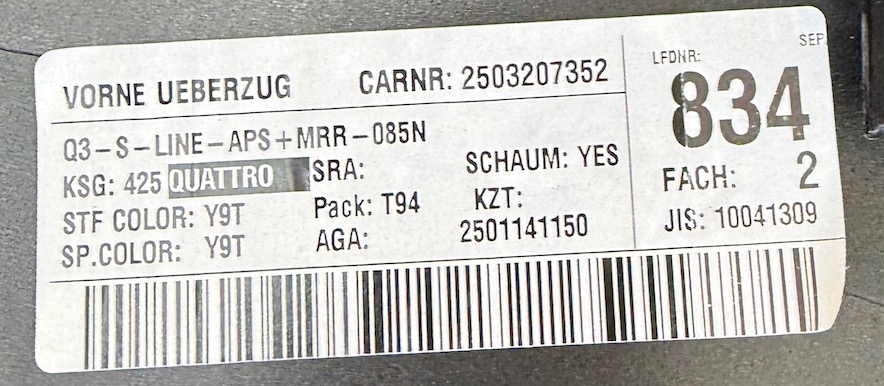 VORNE UEBERZUG CARNR: 2503207352
Q3-S-LINE-APS+MRR-085N
KSG: 425 QUATTRO SRA: SCHAUM: YES
STF COLOR: Y9T Pack: T94 KZT:
SP.COLOR: Y9T AGA: 2501141150
LFDNR: SEP
834
FACH: 2
JIS: 10041309